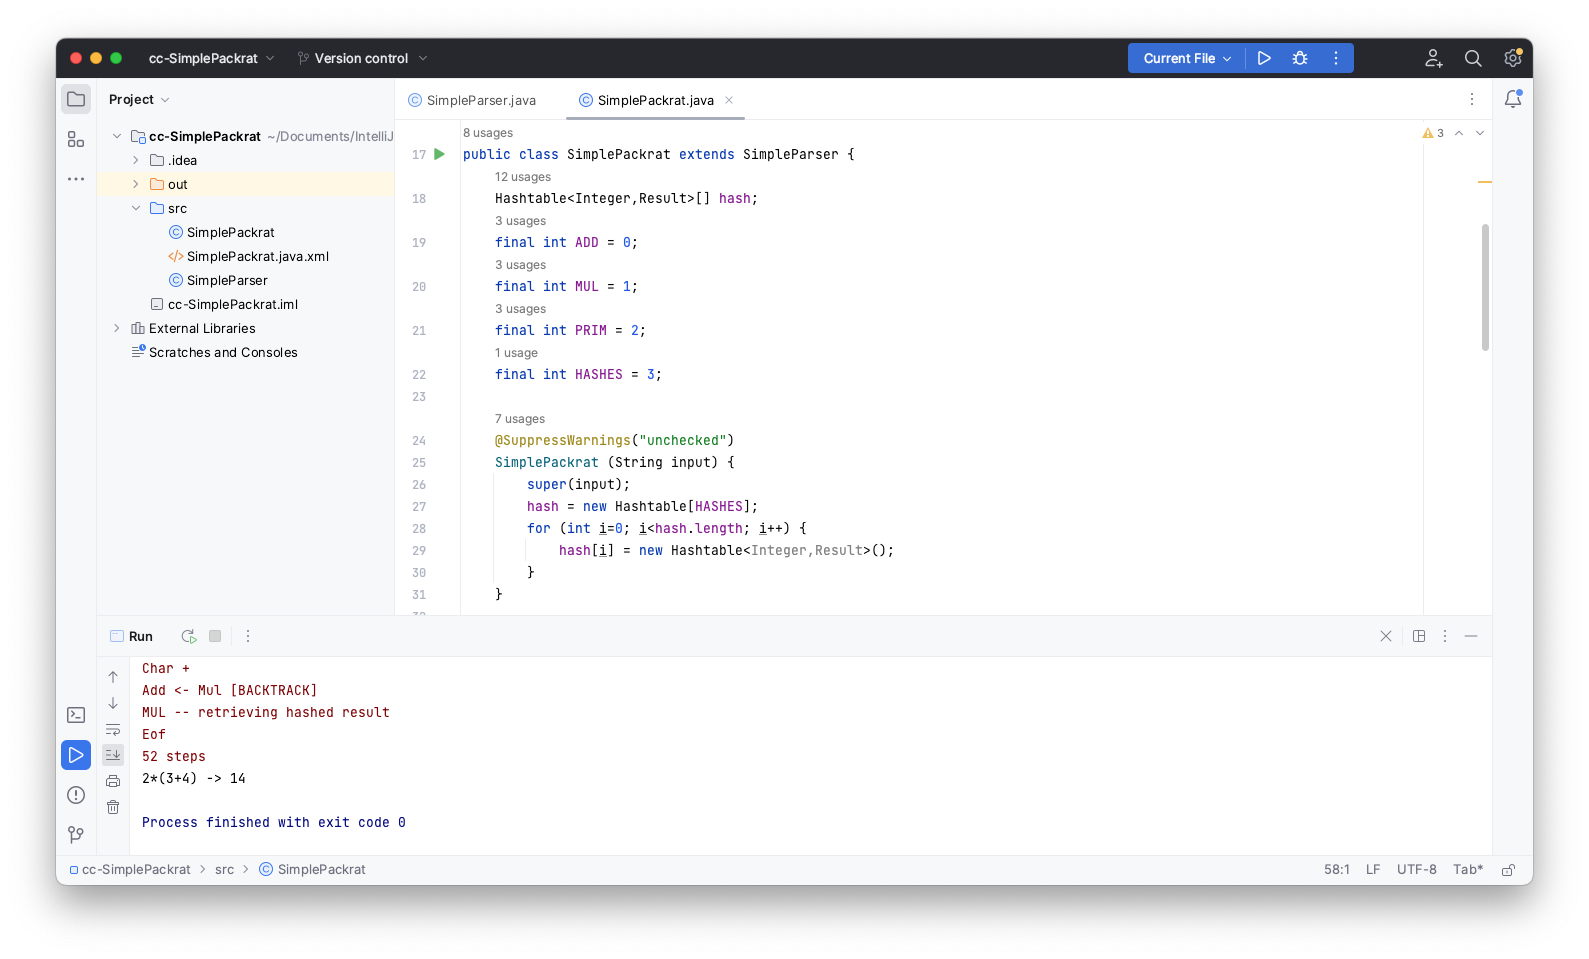 cc-SimplePackrat
Version control
Current File
Project
SimpleParser.java
SimplePackrat.java
cc-SimplePackrat ~/Documents/IntelliJ
.idea
out
src
SimplePackrat
SimplePackrat.java.xml
SimpleParser
cc-SimplePackrat.iml
External Libraries
Scratches and Consoles
3
8 usages
17 public class SimplePackrat extends SimpleParser {
12 usages
18 Hashtable<Integer,Result>[] hash;
3 usages
19 final int ADD = 0;
3 usages
20 final int MUL = 1;
3 usages
21 final int PRIM = 2;
1 usage
22 final int HASHES = 3;
23
7 usages
24 @SuppressWarnings("unchecked")
25 SimplePackrat (String input) {
26 super(input);
27 hash = new Hashtable[HASHES];
28 for (int i=0; i<hash.length; i++) {
29 hash[i] = new Hashtable<Integer,Result>();
30 }
31 }
Run
Char +
Add <- Mul [BACKTRACK]
MUL -- retrieving hashed result
Eof
52 steps
2*(3+4) -> 14
Process finished with exit code 0
cc-SimplePackrat > src > SimplePackrat
58:1 LF UTF-8 Tab*